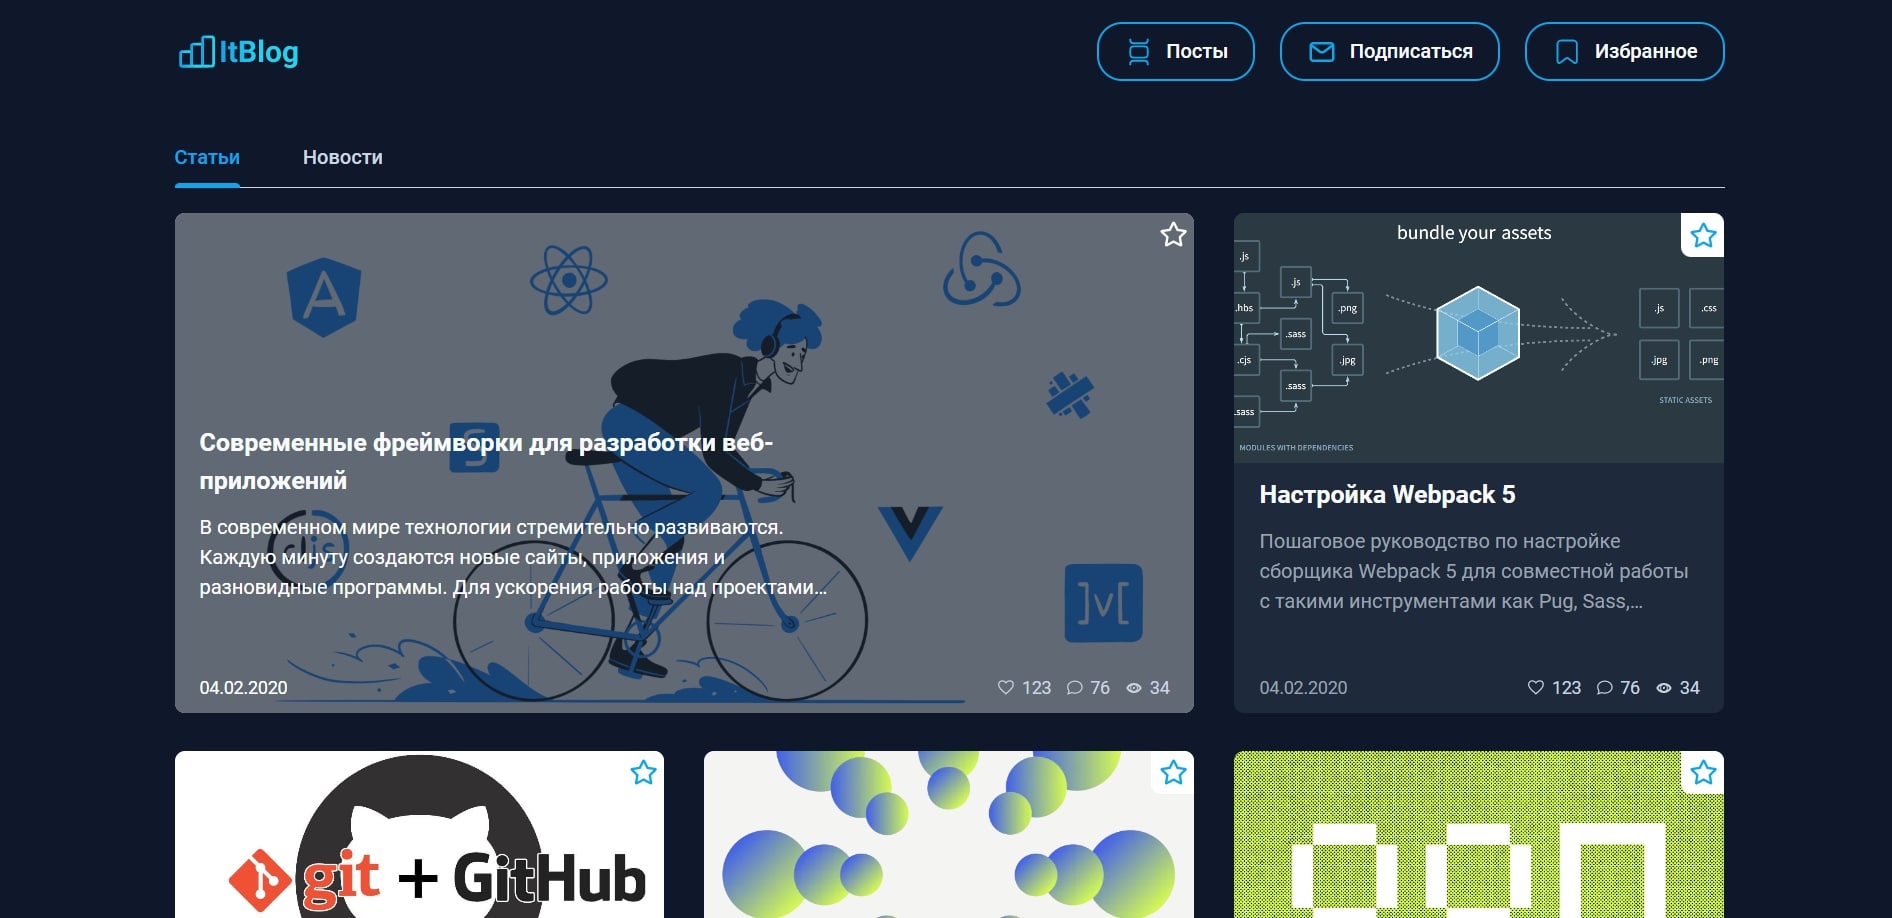 ItBlog
Посты
Подписаться
Избранное
Статьи
Новости
Современные фреймворки для разработки веб-
приложений
В современном мире технологии стремительно развиваются.
Каждую минуту создаются новые сайты, приложения и
разновидные программы. Для ускорения работы над проектами...
04.02.2020
123
76
34
cljs
S
]v[
bundle your assets
.js
.hbs
.cjs
.sass
.js
.sass
.sass
.png
.jpg
.js
.css
.jpg
.png
STATIC ASSETS
MODULES WITH DEPENDENCIES
Настройка Webpack 5
Пошаговое руководство по настройке
сборщика Webpack 5 для совместной работы
с такими инструментами как Pug, Sass,...
04.02.2020
123
76
34
git + GitHub